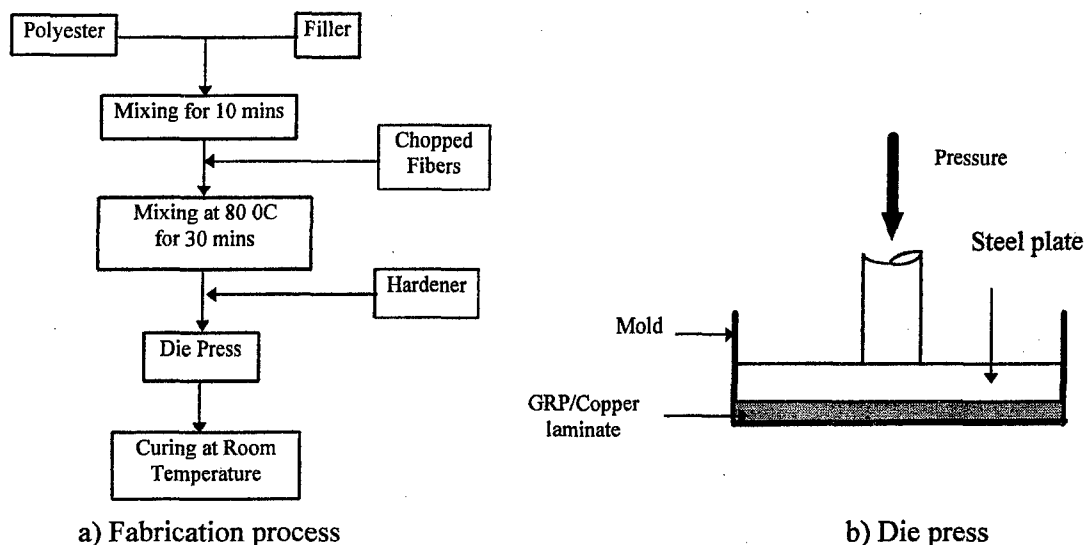 Polyester
Filler
Mixing for 10 mins
Chopped
Fibers
Mixing at 80 0C
for 30 mins
Hardener
Die Press
Curing at Room
Temperature
a) Fabrication process
Pressure
Steel plate
Mold
GRP/Copper
laminate
b) Die press